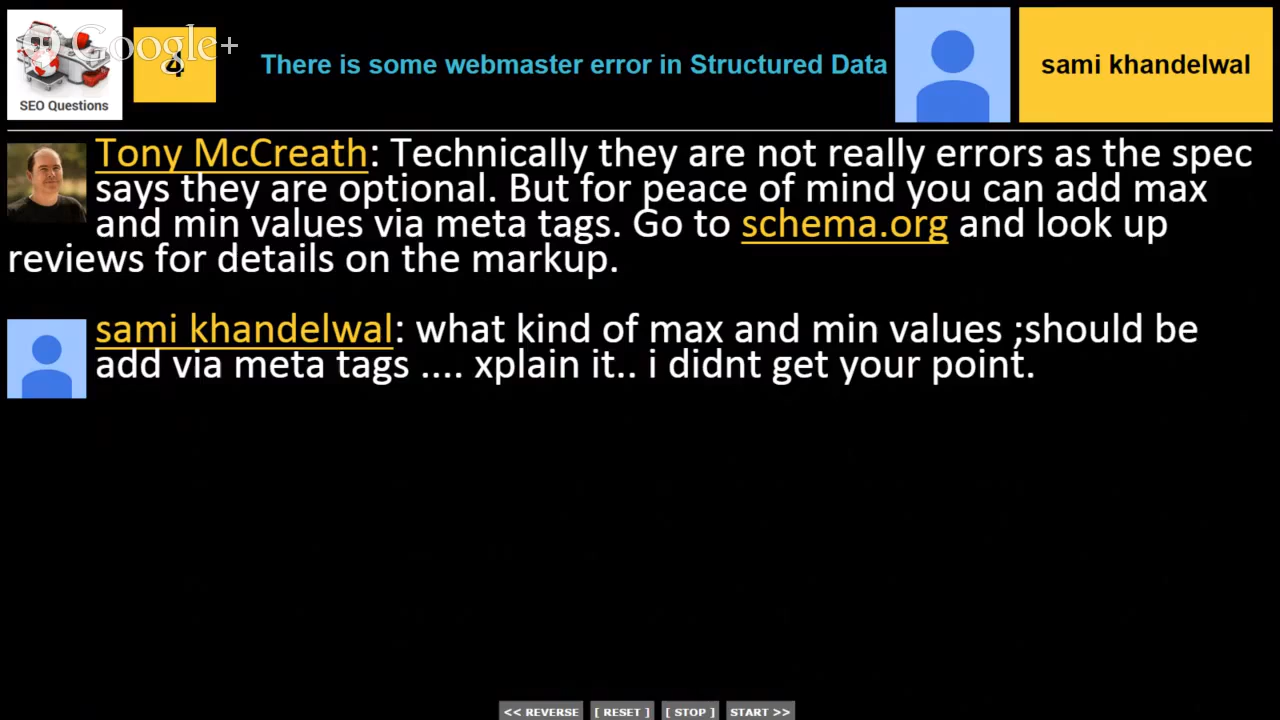 Google+
SEO Questions
4
There is some webmaster error in Structured Data
sami khandelwal
Tony McCreath: Technically they are not really errors as the spec
says they are optional. But for peace of mind you can add max
and min values via meta tags. Go to schema.org and look up
reviews for details on the markup.
sami khandelwal: what kind of max and min values ;should be
add via meta tags .... xplain it.. i didnt get your point.
<< REVERSE [ RESET ] [ STOP ] START >>